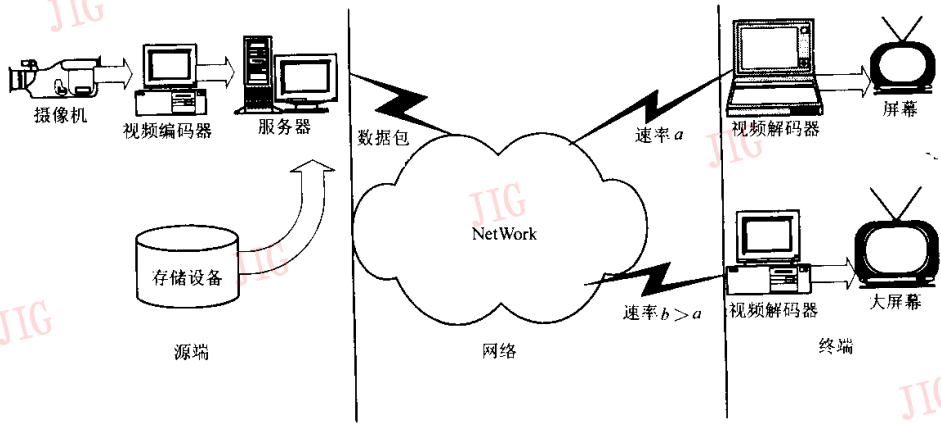 JIG
摄像机
视频编码器
服务器
数据包
速率 a
视频解码器
屏幕
JIG
JIG
NetWork
存储设备
JIG
JIG
速率 b > a
视频解码器
大屏幕
源端
网络
终端
JIG